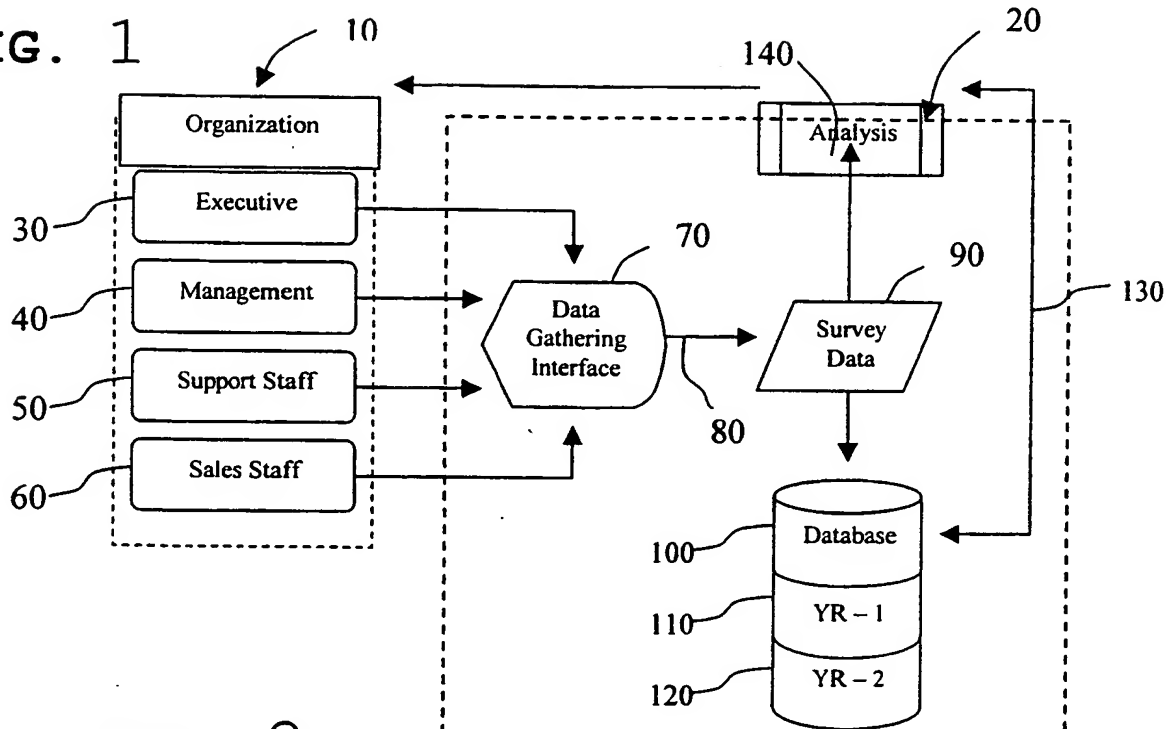 FIG. 1
10
20
140
Organization
Analysis
Executive
30
70
90
Management
40
Data
Gathering
Interface
Survey
Data
130
Support Staff
50
80
Sales Staff
60
Database
100
YR – 1
110
YR – 2
120